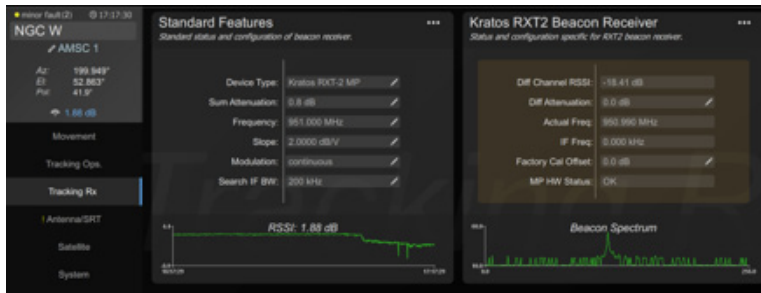 minor fault(2) 17:17:30
NGC W
AMSC 1
Az: 199.949°
El: 52.863°
Pol: 41.9°
1.88 dB
Movement
Tracking Ops.
Tracking Rx
! Antenna/SRT
Satellite
System
Standard Features
Standard status and configuration of beacon receiver.
Device Type: Kratos RXT-2 MP
Sum Attenuation: 0.8 dB
Frequency: 951.000 MHz
Slope: 2.0000 dB/V
Modulation: continuous
Search IF BW: 200 kHz
RSSI: 1.88 dB
Kratos RXT2 Beacon Receiver
Status and configuration specific for RXT2 beacon receiver.
Diff Channel RSSI: -18.41 dB
Diff Attenuation: 0.0 dB
Actual Freq: 950.990 MHz
IF Freq: 0.000 kHz
Factory Cal Offset: 0.0 dB
MP HW Status: OK
Beacon Spectrum
Tracking R